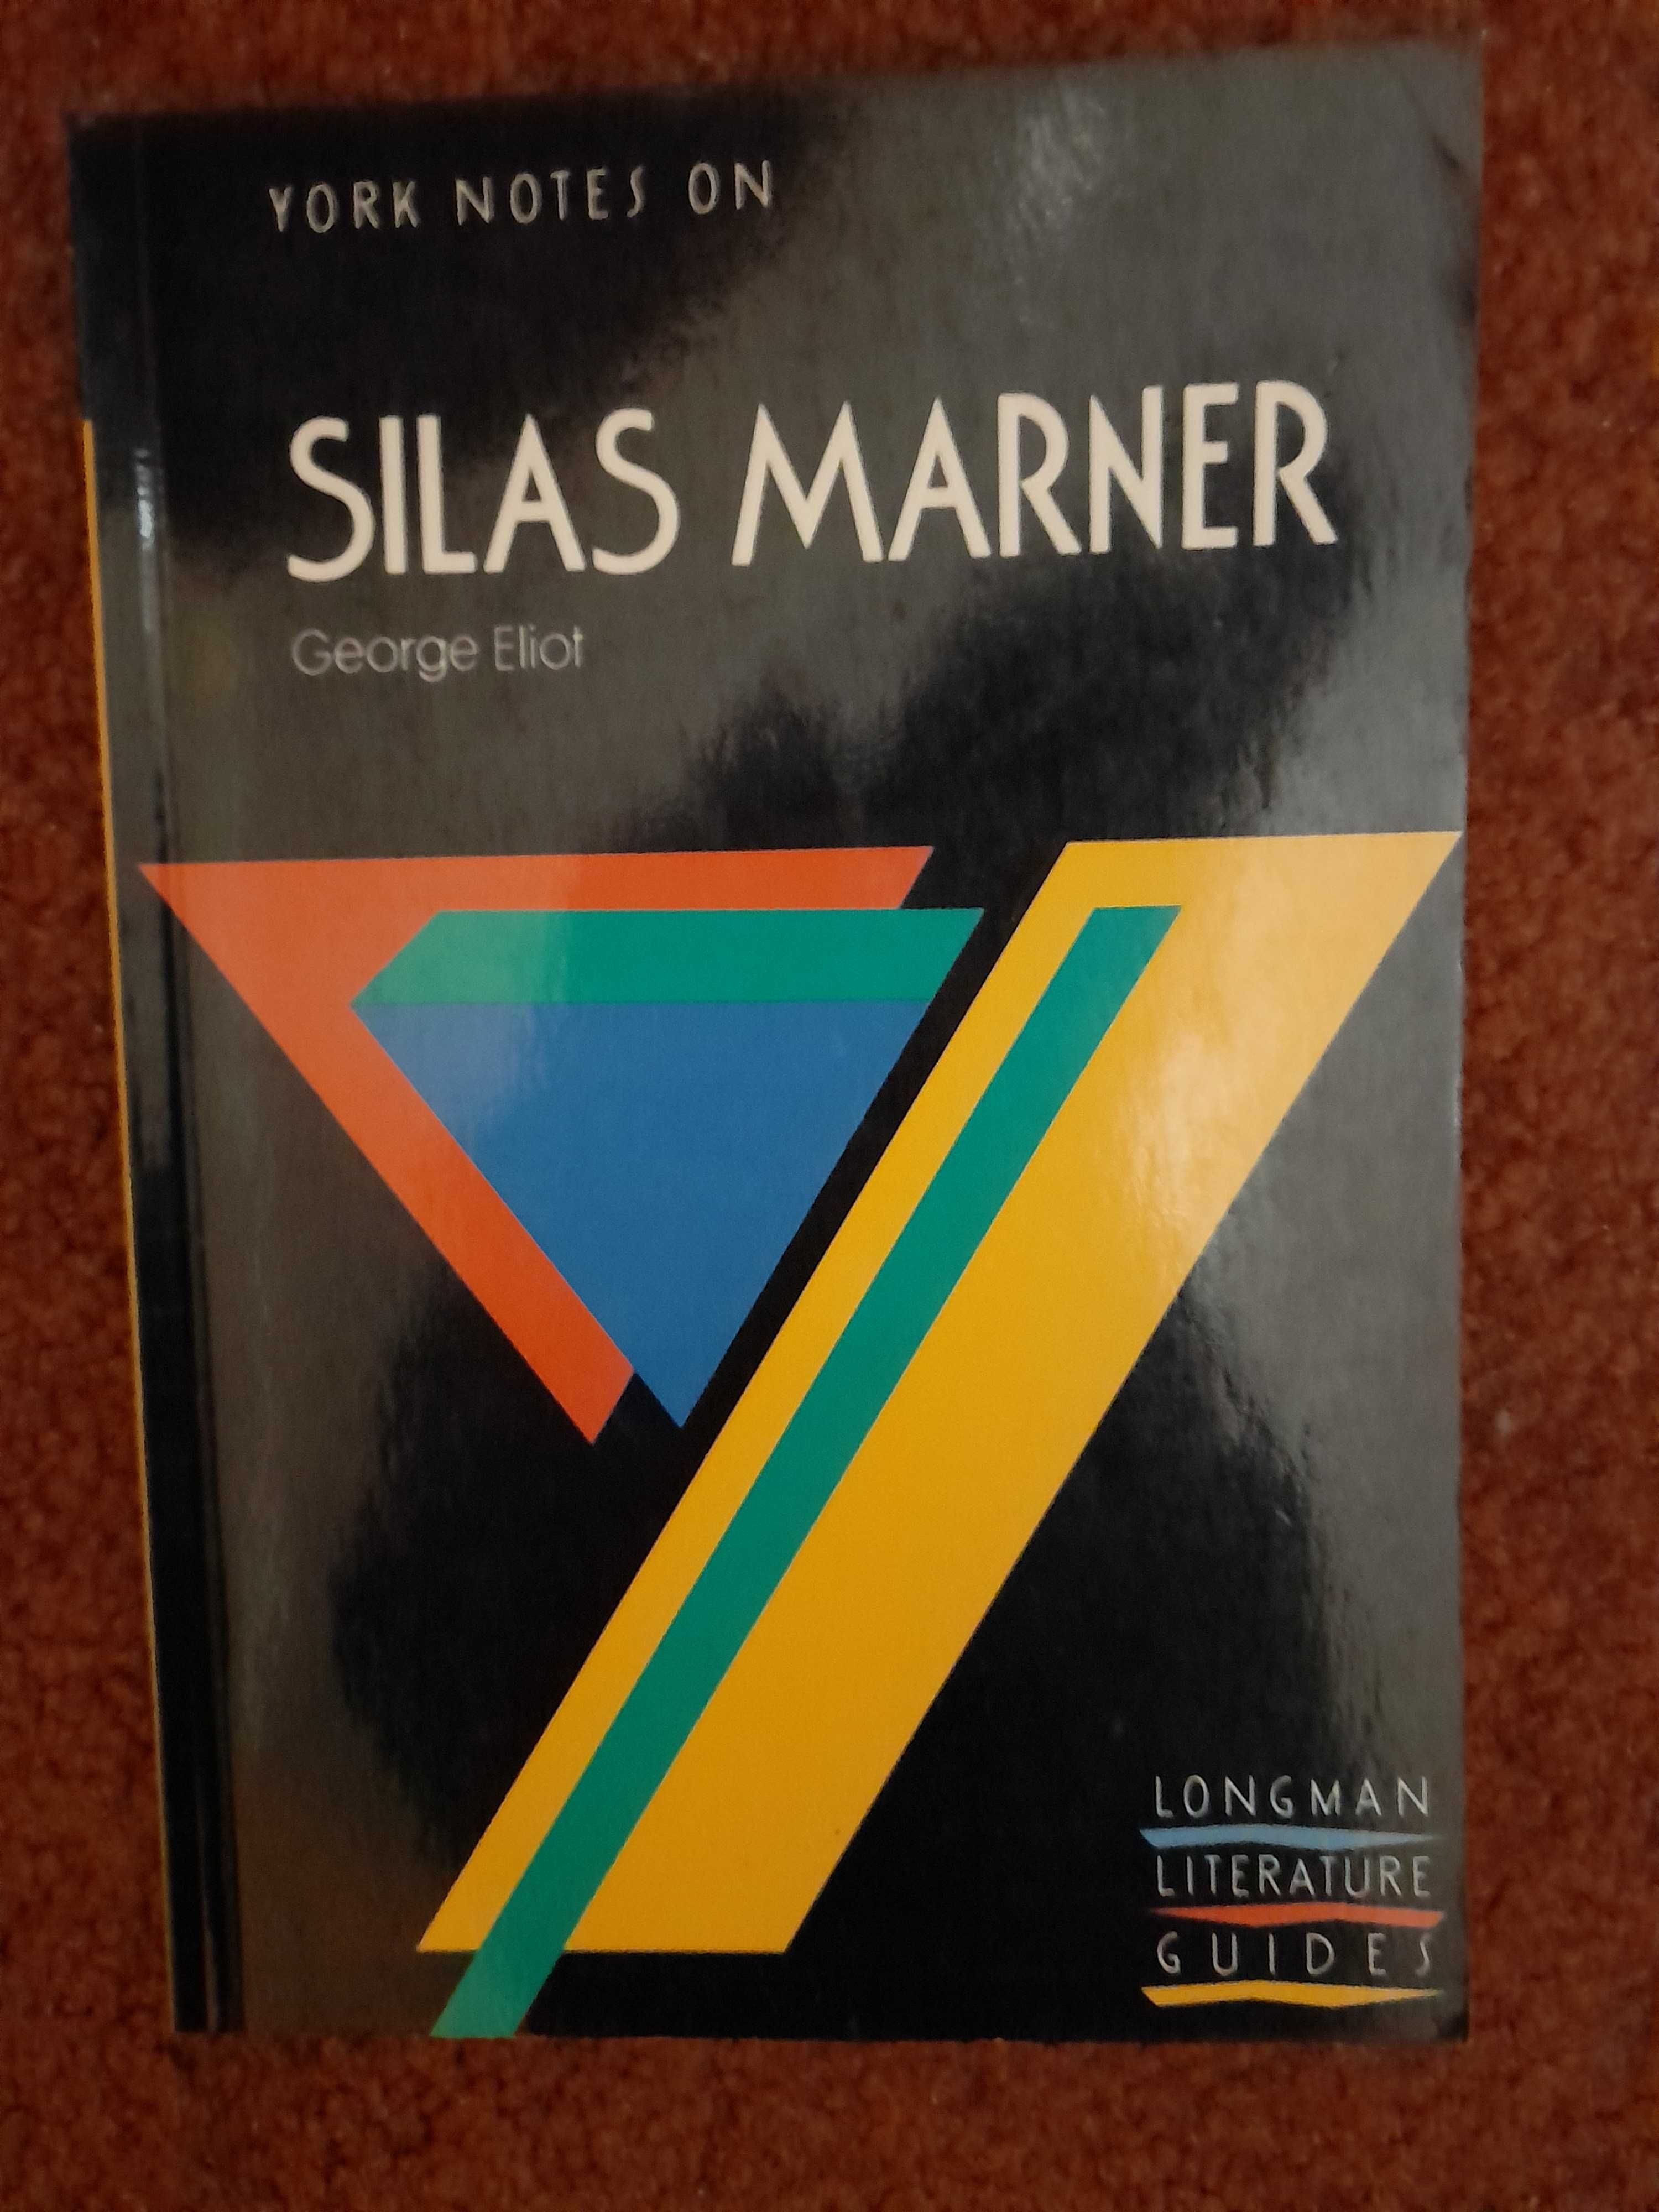 YORK NOTES ON
SILAS MARNER
George Eliot
LONGMAN
LITERATURE
GUIDES